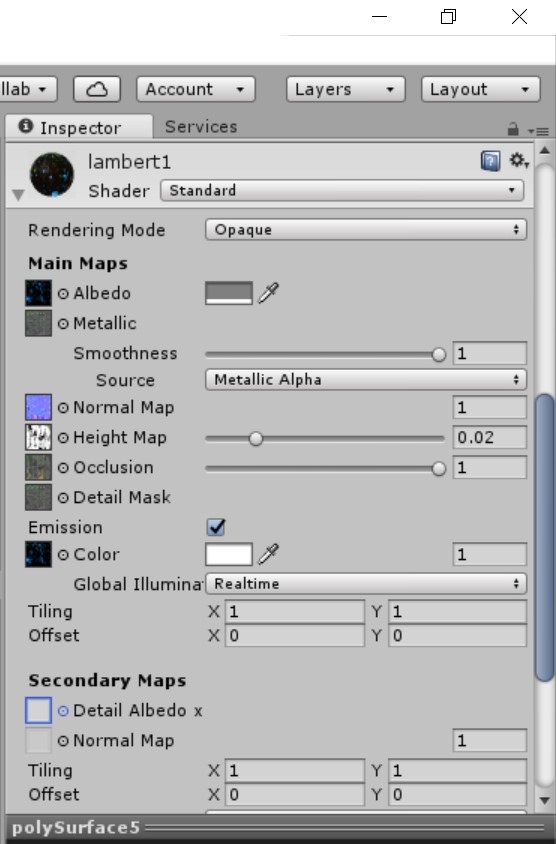 llab Account Layers Layout
Inspector Services
lambert1
Shader Standard
Rendering Mode Opaque
Main Maps
Albedo
Metallic
Smoothness 1
Source Metallic Alpha
Normal Map 1
Height Map 0.02
Occlusion 1
Detail Mask
Emission
Color 1
Global Illumina Realtime
Tiling X 1 Y 1
Offset X 0 Y 0
Secondary Maps
Detail Albedo x
Normal Map 1
Tiling X 1 Y 1
Offset X 0 Y 0
polySurface5